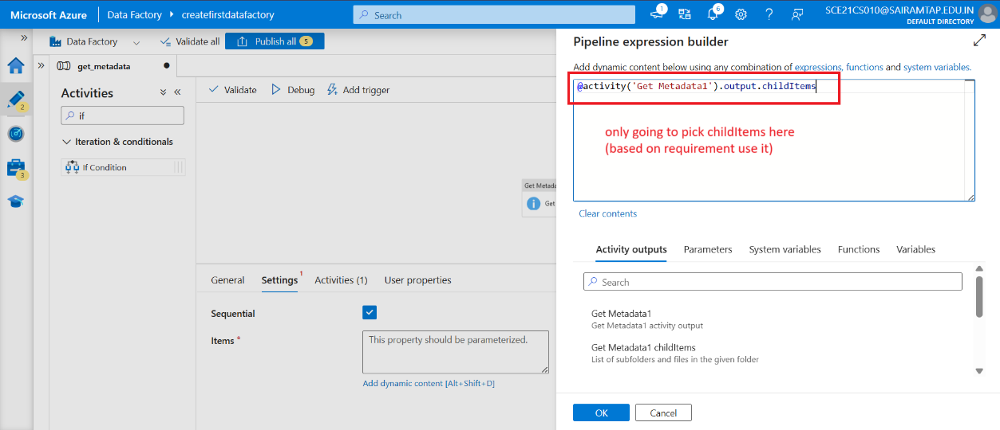 Microsoft Azure
Data Factory
createfirstdatafactory
Search
1
6
SCE21CS010@SAIRAMTAP.EDU.IN
DEFAULT DIRECTORY
Data Factory
Validate all
Publish all 5
Pipeline expression builder
get_metadata
Add dynamic content below using any combination of expressions, functions and system variables.
@activity('Get Metadata1').output.childItems
only going to pick childItems here
(based on requirement use it)
Activities
if
Iteration & conditionals
If Condition
2
3
Validate
Debug
Add trigger
Get Metada
Get
Clear contents
Activity outputs
Parameters
System variables
Functions
Variables
Search
Get Metadata1
Get Metadata1 activity output
Get Metadata1 childItems
List of subfolders and files in the given folder
General
Settings 1
Activities (1)
User properties
Sequential
Items *
This property should be parameterized.
Add dynamic content [Alt+Shift+D]
OK
Cancel